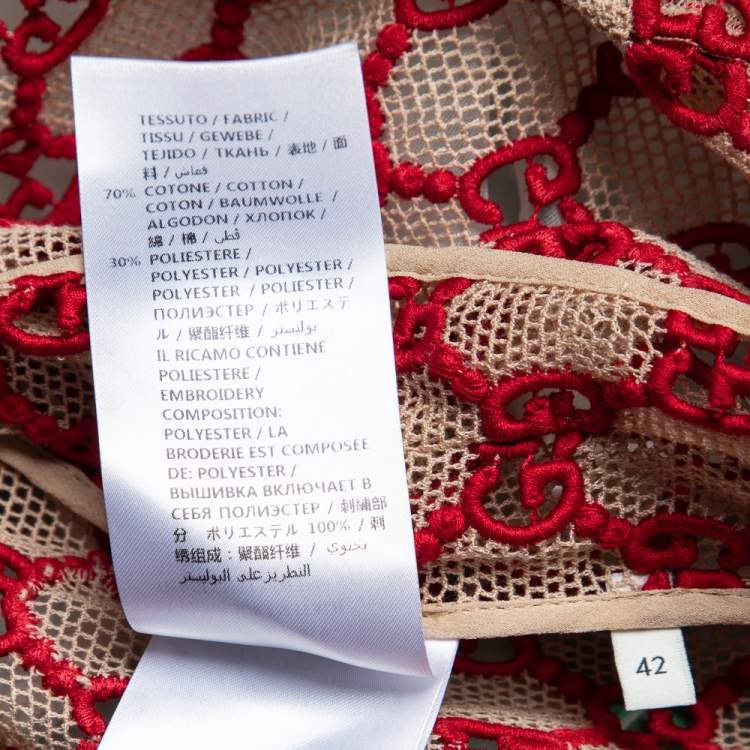 TESSUTO / FABRIC /
TISSU / GEWEBE /
TEJIDO / ТКАНЬ / 表地 / 面
料 / قماش /
70% COTONE / COTTON /
COTON / BAUMWOLLE /
ALGODON / ХЛОПОК /
綿 / 棉 / قطن /
30% POLIESTERE /
POLYESTER / POLYESTER /
POLYESTER / POLIESTER /
ПОЛИЭСТЕР / ポリエステ
ル / 聚酯纤维 / بوليستر /
IL RICAMO CONTIENE
POLIESTERE /
EMBROIDERY
COMPOSITION:
POLYESTER / LA
BRODERIE EST COMPOSÉE
DE: POLYESTER /
ВЫШИВКА ВКЛЮЧАЕТ В
СЕБЯ ПОЛИЭСТЕР / 刺繍部
分 ポリエステル 100% / 刺
绣组成：聚酯纤维 / تحتوي
التطريز على البوليستر
42